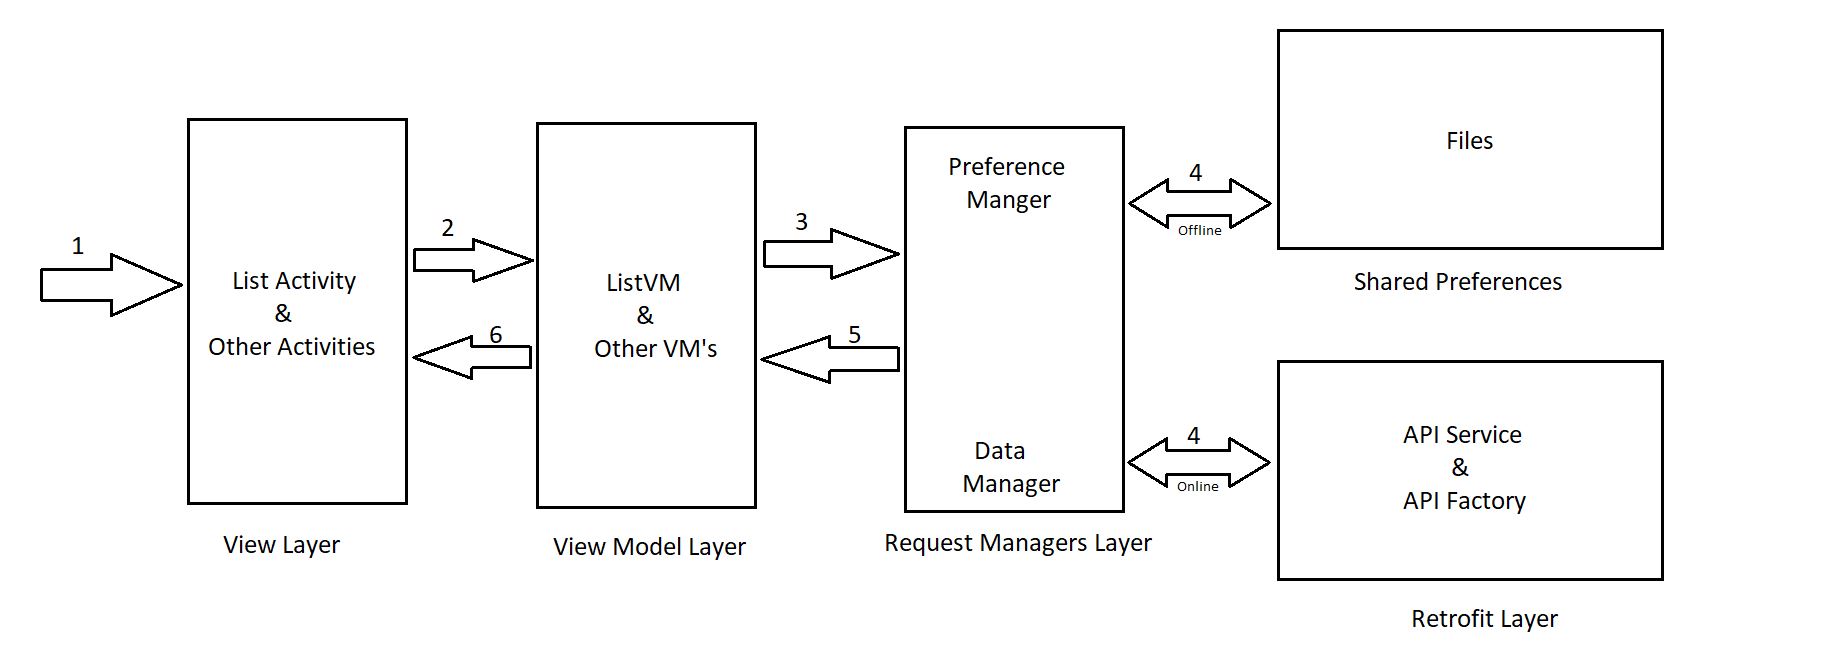 1
List Activity
&
Other Activities
View Layer
2
6
ListVM
&
Other VM's
View Model Layer
3
5
Preference
Manger
Data
Manager
Request Managers Layer
4
Offline
4
Online
Files
Shared Preferences
API Service
&
API Factory
Retrofit Layer